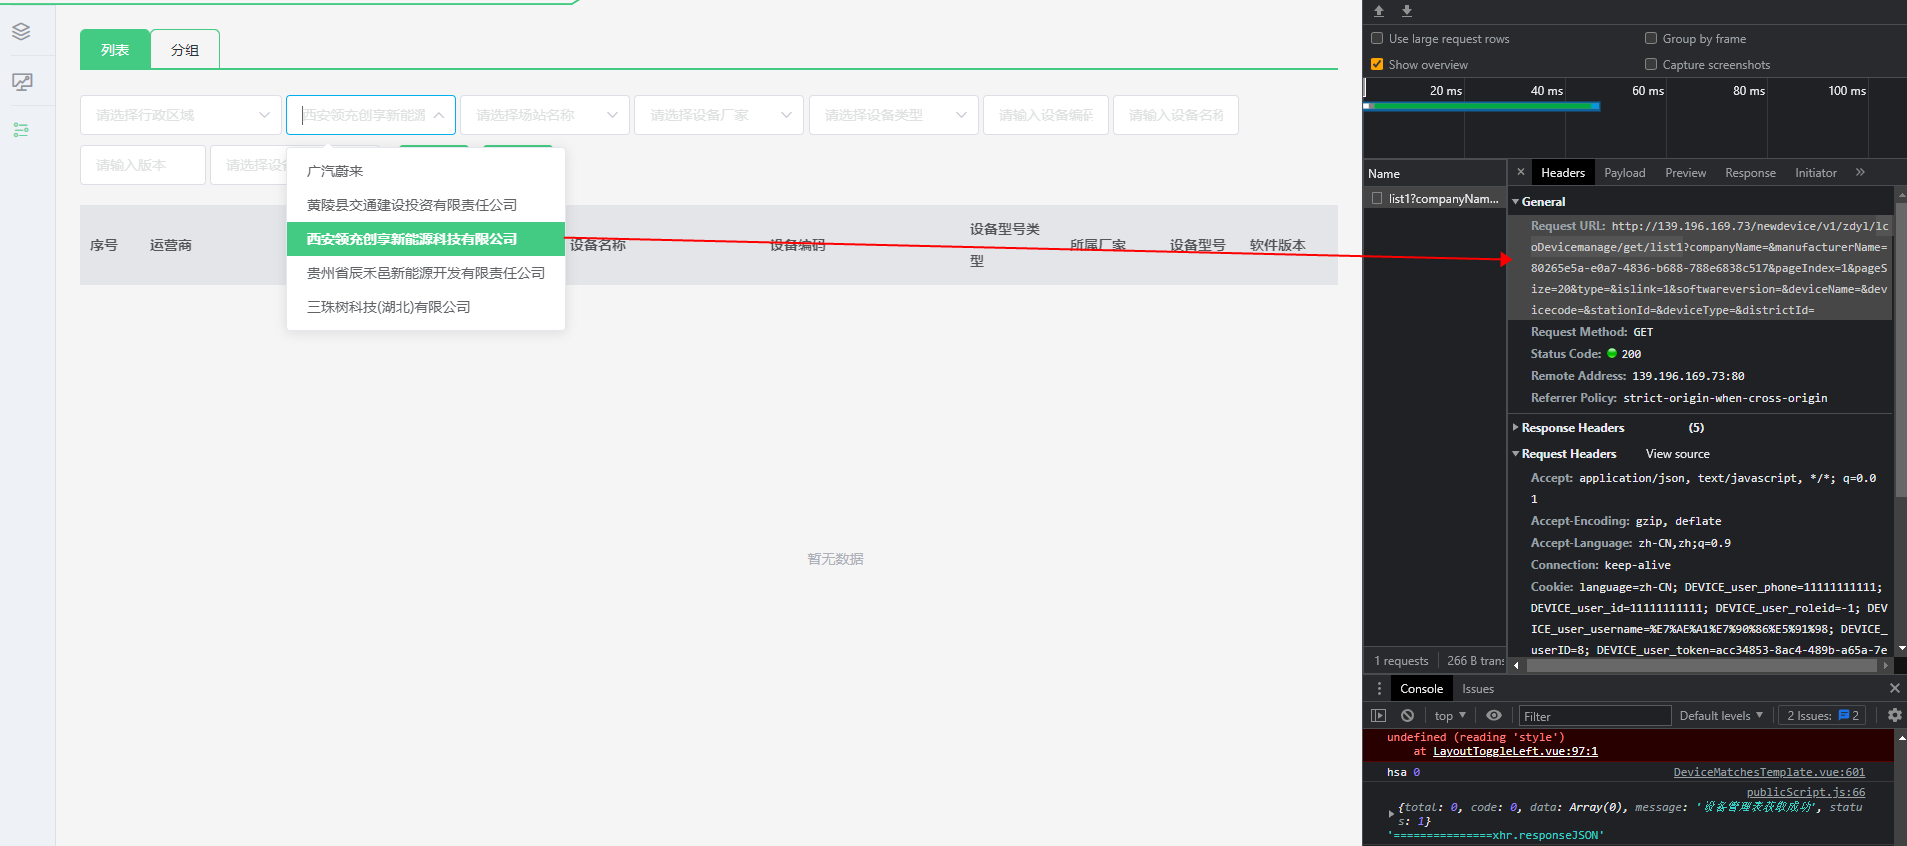 列表
分组
请选择行政区域
西安领充创享新能源
请选择场站名称
请选择设备厂家
请选择设备类型
请输入设备编码
请输入设备名称
请输入版本
请选择设
广汽蔚来
黄陵县交通建设投资有限责任公司
西安领充创享新能源科技有限公司
贵州省辰禾邑新能源开发有限责任公司
三珠树科技(湖北)有限公司
序号
运营商
设备名称
设备编码
设备型号类
型
所属厂家
设备型号
软件版本
暂无数据
Use large request rows
Group by frame
Show overview
Capture screenshots
20 ms
40 ms
60 ms
80 ms
100 ms
Name
× Headers Payload Preview Response Initiator »
list1?companyNam...
General
Request URL: http://139.196.169.73/newdevice/v1/zdyl/lc
oDevicemanage/get/list1?companyName=&manufacturerName=
80265e5a-e0a7-4836-b688-788e6838c517&pageIndex=1&pageS
ize=20&type=&islink=1&softwareversion=&deviceName=&dev
icecode=&stationId=&deviceType=&districtId=
Request Method: GET
Status Code: 200
Remote Address: 139.196.169.73:80
Referrer Policy: strict-origin-when-cross-origin
Response Headers (5)
Request Headers View source
Accept: application/json, text/javascript, */*; q=0.0
1
Accept-Encoding: gzip, deflate
Accept-Language: zh-CN,zh;q=0.9
Connection: keep-alive
Cookie: language=zh-CN; DEVICE_user_phone=11111111111;
DEVICE_user_id=11111111111; DEVICE_user_roleid=-1; DEV
ICE_user_username=%E7%AE%A1%E7%90%86%E5%91%98; DEVICE_
userID=8; DEVICE_user_token=acc34853-8ac4-489b-a65a-7e
1 requests
266 B trans
Console Issues
top
Filter
Default levels
2 Issues: 2
undefined (reading 'style')
at LayoutToggleLeft.vue:97:1
hsa 0
DeviceMatchesTemplate.vue:601
publicScript.js:66
{total: 0, code: 0, data: Array(0), message: '设备管理表获取成功', statu
s: 1}
'===============xhr.responseJSON'